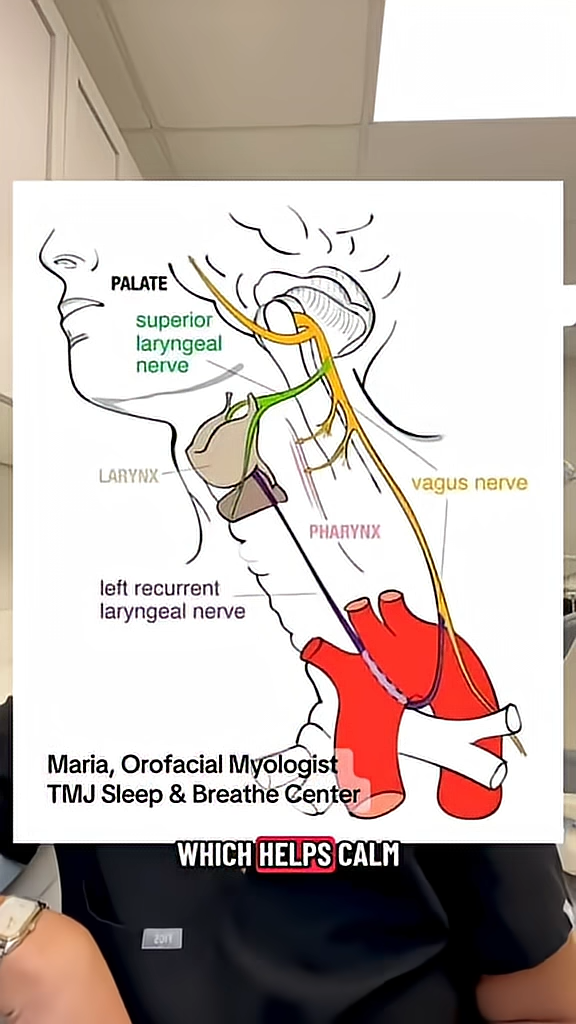 PALATE
superior
laryngeal
nerve
LARYNX
vagus nerve
PHARYNX
left recurrent
laryngeal nerve
Maria, Orofacial Myologist
TMJ Sleep & Breathe Center
WHICH HELPS CALM